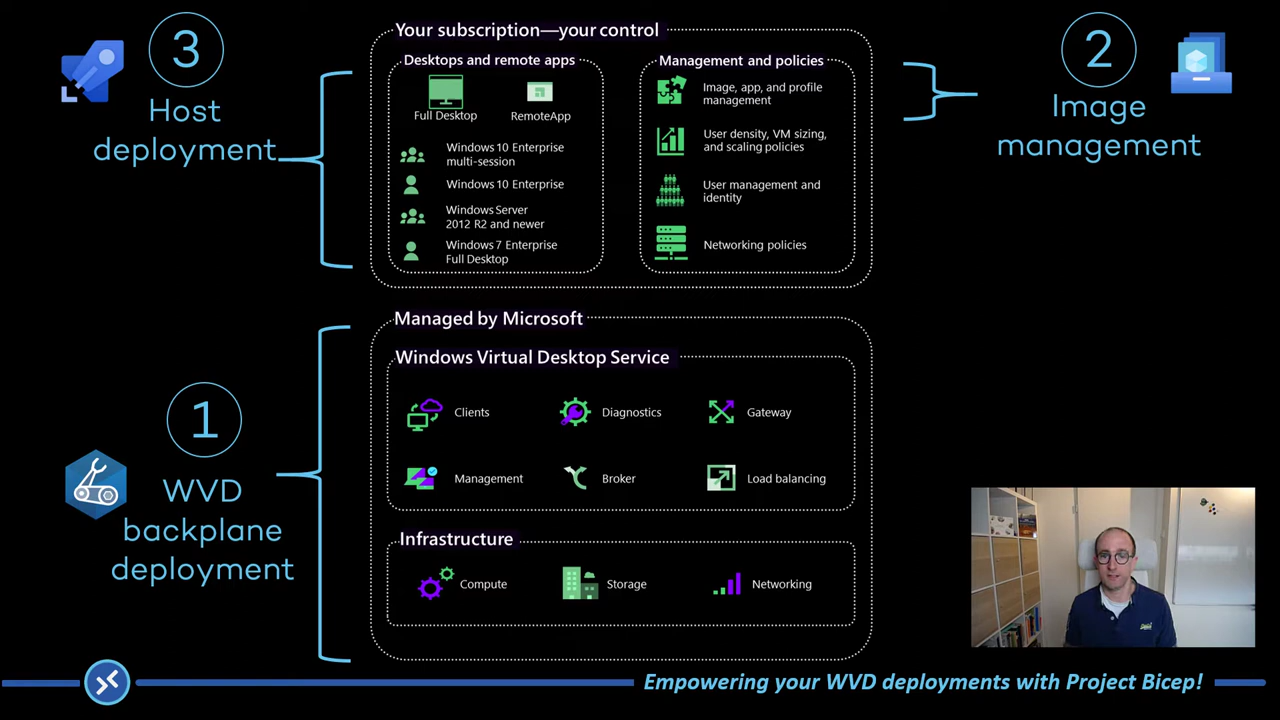 3
Host
deployment
Your subscription—your control
Desktops and remote apps
Full Desktop
RemoteApp
Windows 10 Enterprise
multi-session
Windows 10 Enterprise
Windows Server
2012 R2 and newer
Windows 7 Enterprise
Full Desktop
Management and policies
Image, app, and profile
management
User density, VM sizing,
and scaling policies
User management and
identity
Networking policies
2
Image
management
1
WVD
backplane
deployment
Managed by Microsoft
Windows Virtual Desktop Service
Clients
Diagnostics
Gateway
Management
Broker
Load balancing
Infrastructure
Compute
Storage
Networking
Empowering your WVD deployments with Project Bicep!